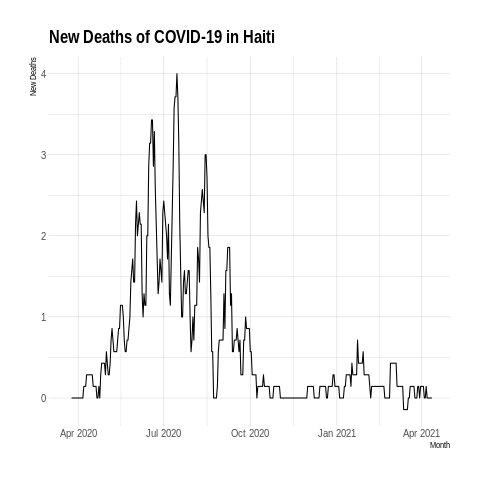 New Deaths of COVID-19 in Haiti
New Deaths
4
3
2
1
0
Apr 2020 Jul 2020 Oct 2020 Jan 2021 Apr 2021
Month